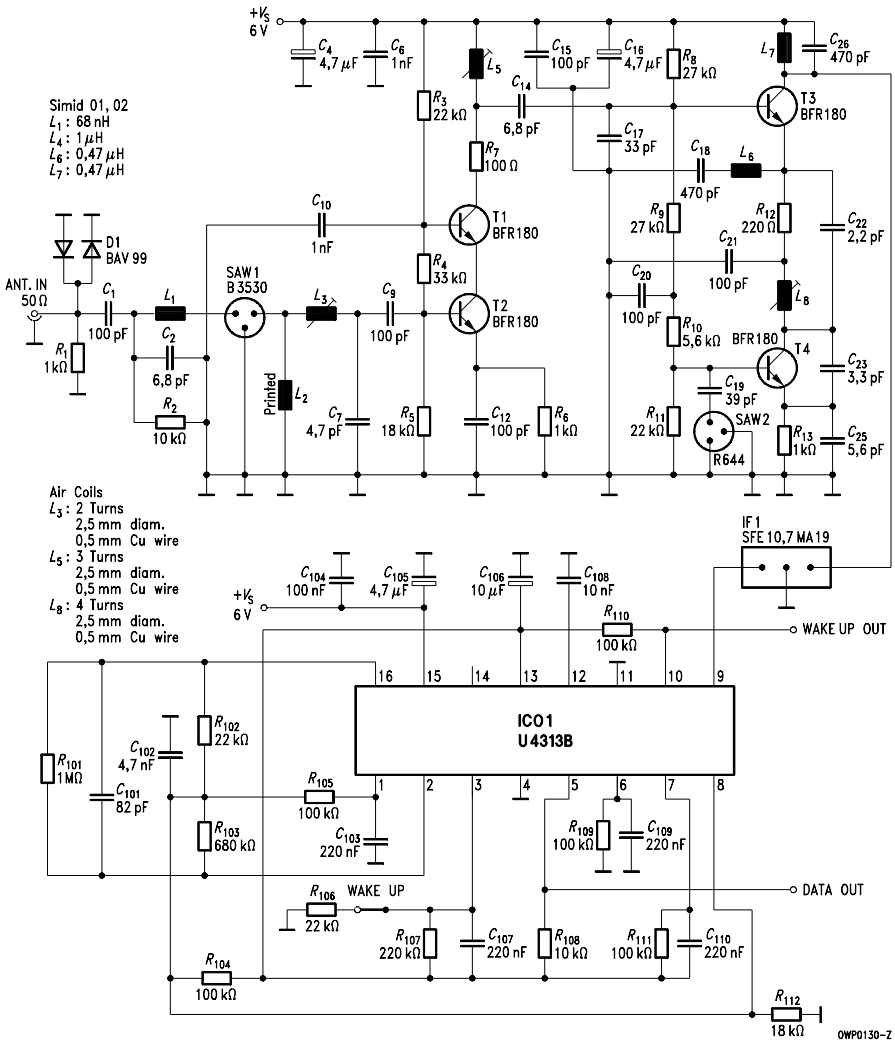 +VS
6 V
C4
4,7 µF
C6
1nF
L5
C15
100 pF
C16
4,7 µF
R8
27 kΩ
L7
C26
470 pF
Simid 01, 02
L1 : 68 nH
L4 : 1 µH
L6 : 0,47 µH
L7 : 0,47 µH
R3
22 kΩ
C14
6,8 pF
T3
BFR180
R7
100 Ω
C17
33 pF
C18
470 pF
L6
C10
1 nF
T1
BFR180
R9
27 kΩ
R12
220 Ω
C22
2,2 pF
D1
BAV 99
R4
33 kΩ
C21
100 pF
ANT. IN
50 Ω
C1
100 pF
L1
SAW1
B3530
L3
C9
100 pF
T2
BFR180
C20
100 pF
L8
R1
1 kΩ
C2
6,8 pF
R10
5,6 kΩ
BFR180
T4
Printed
L2
C19
39 pF
C23
3,3 pF
R2
10 kΩ
C7
4,7 pF
R5
18 kΩ
C12
100 pF
R6
1 kΩ
R11
22 kΩ
SAW2
R644
R13
1 kΩ
C25
5,6 pF
Air Coils
L3 : 2 Turns
2,5 mm diam.
0,5 mm Cu wire
L5 : 3 Turns
2,5 mm diam.
0,5 mm Cu wire
L8 : 4 Turns
2,5 mm diam.
0,5 mm Cu wire
IF1
SFE 10,7 MA 19
+VS
6 V
C104
100 nF
C105
4,7 µF
C106
10 µF
C108
10 nF
R110
100 kΩ
WAKE UP OUT
16 15 14 13 12 11 10 9
IC01
U4313B
1 2 3 4 5 6 7 8
R101
1 MΩ
C101
82 pF
C102
4,7 nF
R102
22 kΩ
R103
680 kΩ
R105
100 kΩ
C103
220 nF
R109
100 kΩ
C109
220 nF
R106
22 kΩ
WAKE UP
DATA OUT
R107
220 kΩ
C107
220 nF
R108
10 kΩ
R111
100 kΩ
C110
220 nF
R104
100 kΩ
R112
18 kΩ
OWP0130-Z